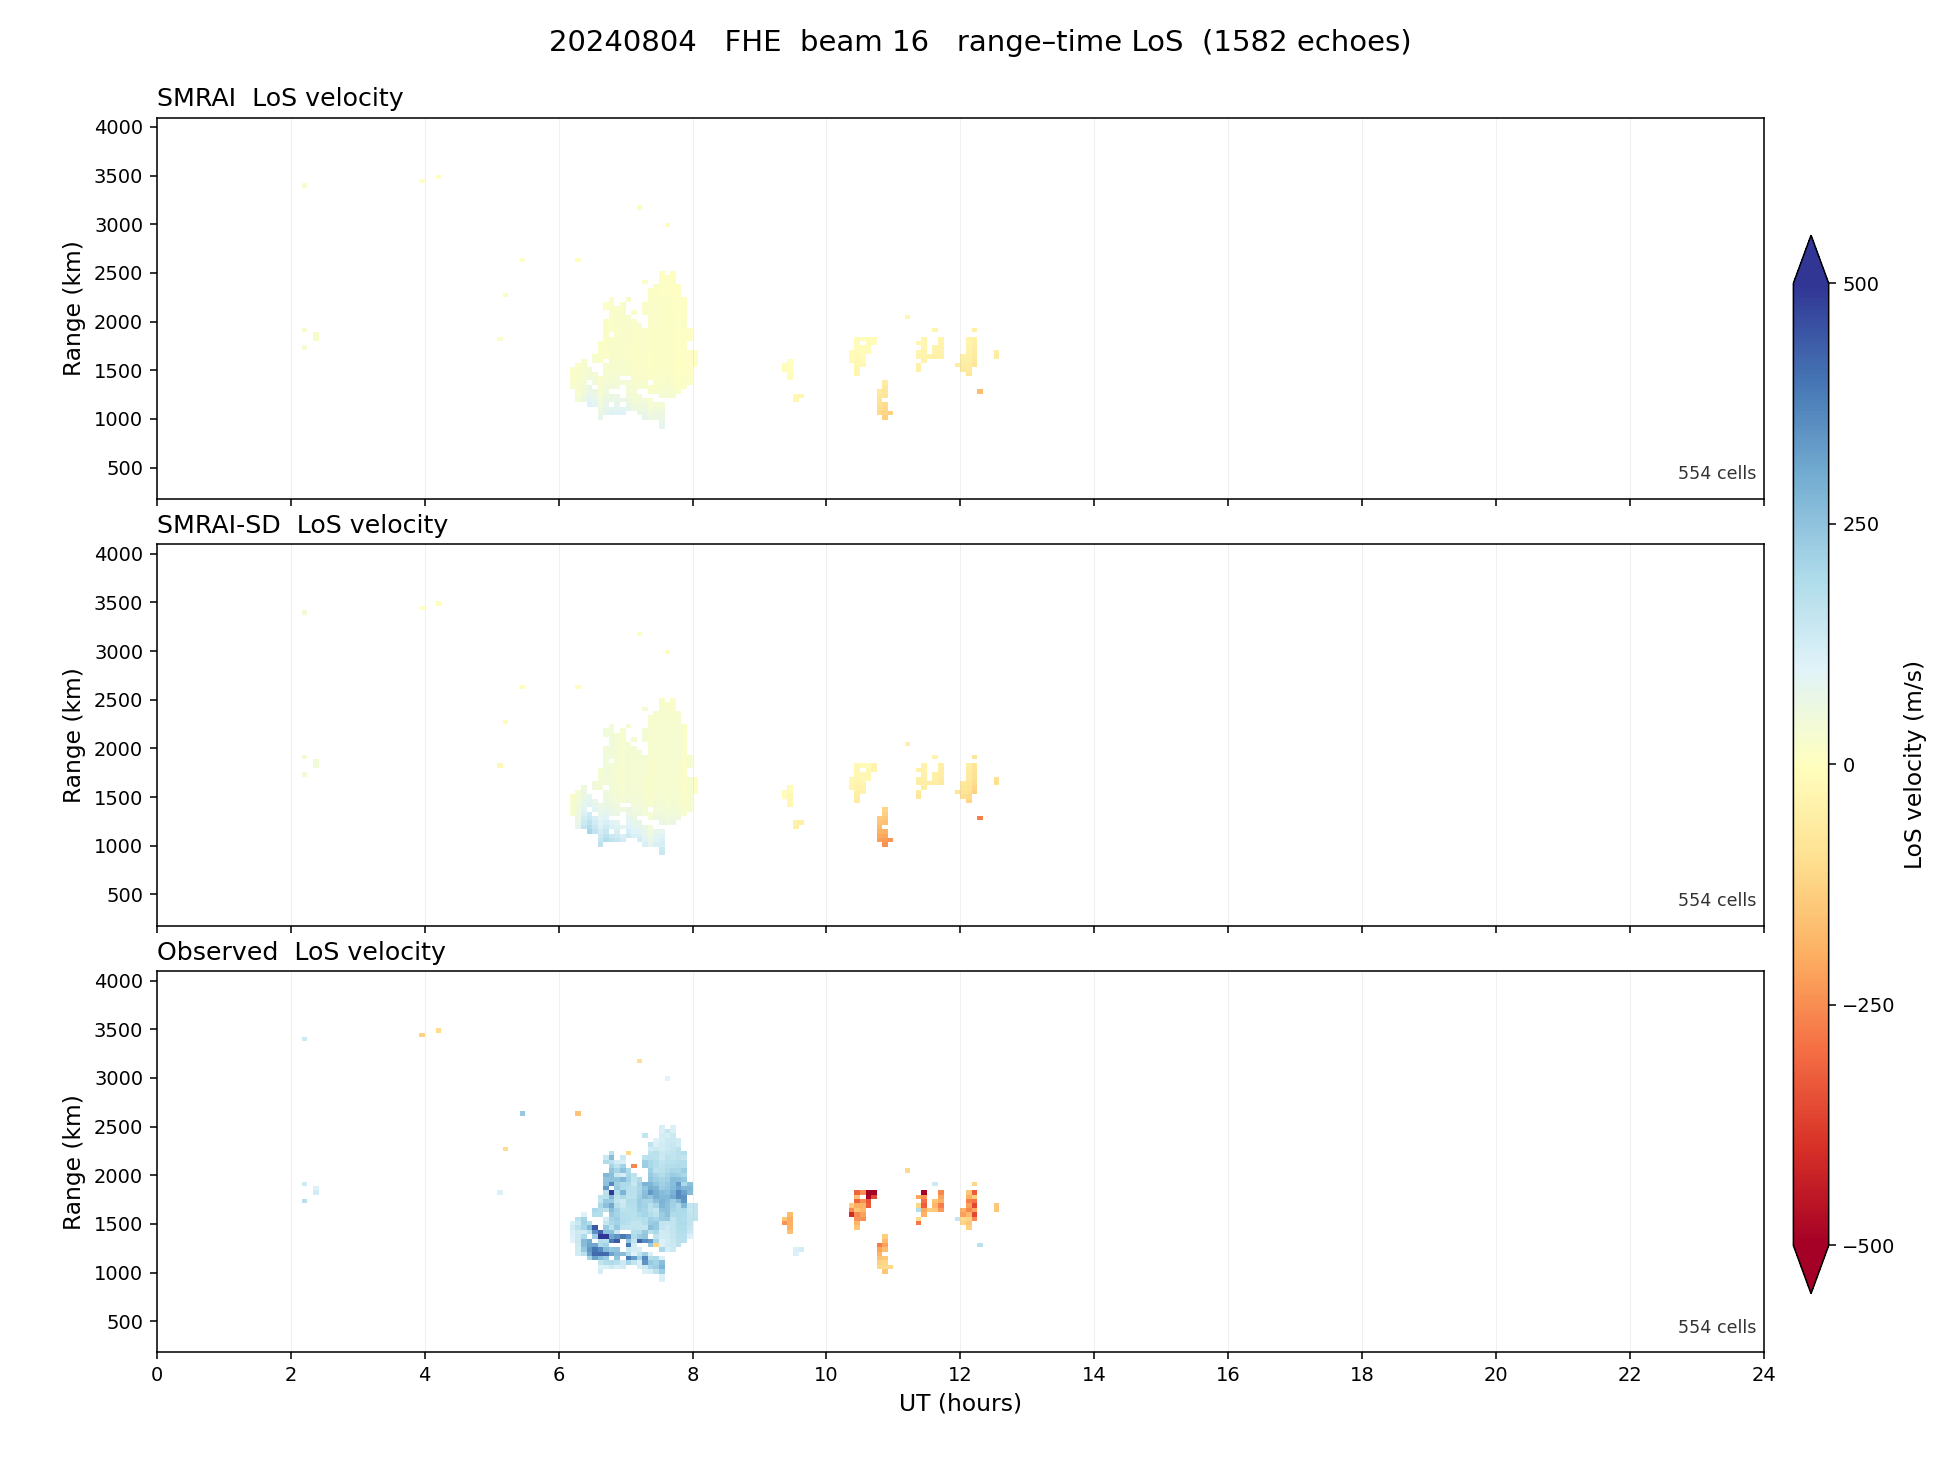 20240804   FHE  beam 16   range–time LoS  (1582 echoes)
SMRAI  LoS velocity
4000
3500
3000
2500
2000
1500
1000
500
Range (km)
554 cells
SMRAI-SD  LoS velocity
4000
3500
3000
2500
2000
1500
1000
500
Range (km)
554 cells
Observed  LoS velocity
4000
3500
3000
2500
2000
1500
1000
500
Range (km)
554 cells
0 2 4 6 8 10 12 14 16 18 20 22 24
UT (hours)
500
250
0
−250
−500
LoS velocity (m/s)